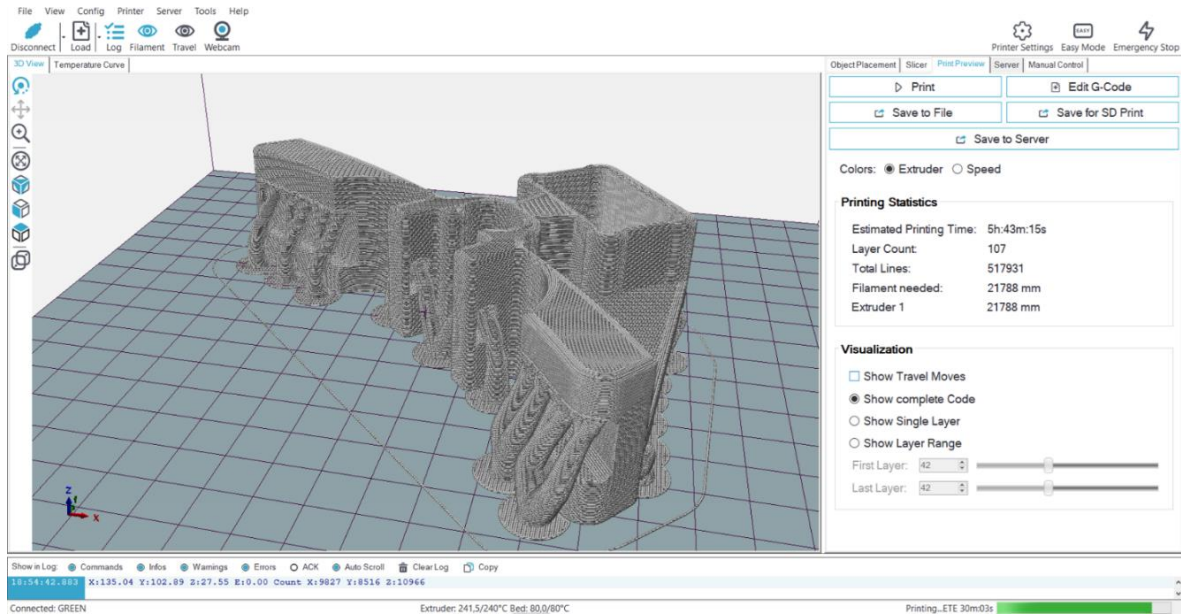 File View Config Printer Server Tools Help
Disconnect Load Log Filament Travel Webcam
EASY
Printer Settings Easy Mode Emergency Stop
3D View Temperature Curve
Object Placement Slicer Print Preview Server Manual Control
Print Edit G-Code
Save to File Save for SD Print
Save to Server
Colors: Extruder Speed
Printing Statistics
Estimated Printing Time: 5h:43m:15s
Layer Count: 107
Total Lines: 517931
Filament needed: 21788 mm
Extruder 1 21788 mm
Visualization
Show Travel Moves
Show complete Code
Show Single Layer
Show Layer Range
First Layer: 42
Last Layer: 42
Z
Y
X
Show in Log: Commands Infos Warnings Errors ACK Auto Scroll Clear Log Copy
18:54:42.883 X:135.04 Y:102.89 Z:27.55 E:0.00 Count X:9827 Y:8516 Z:10966
Connected: GREEN Extruder: 241,5/240°C Bed: 80,0/80°C Printing...ETE 30m:03s